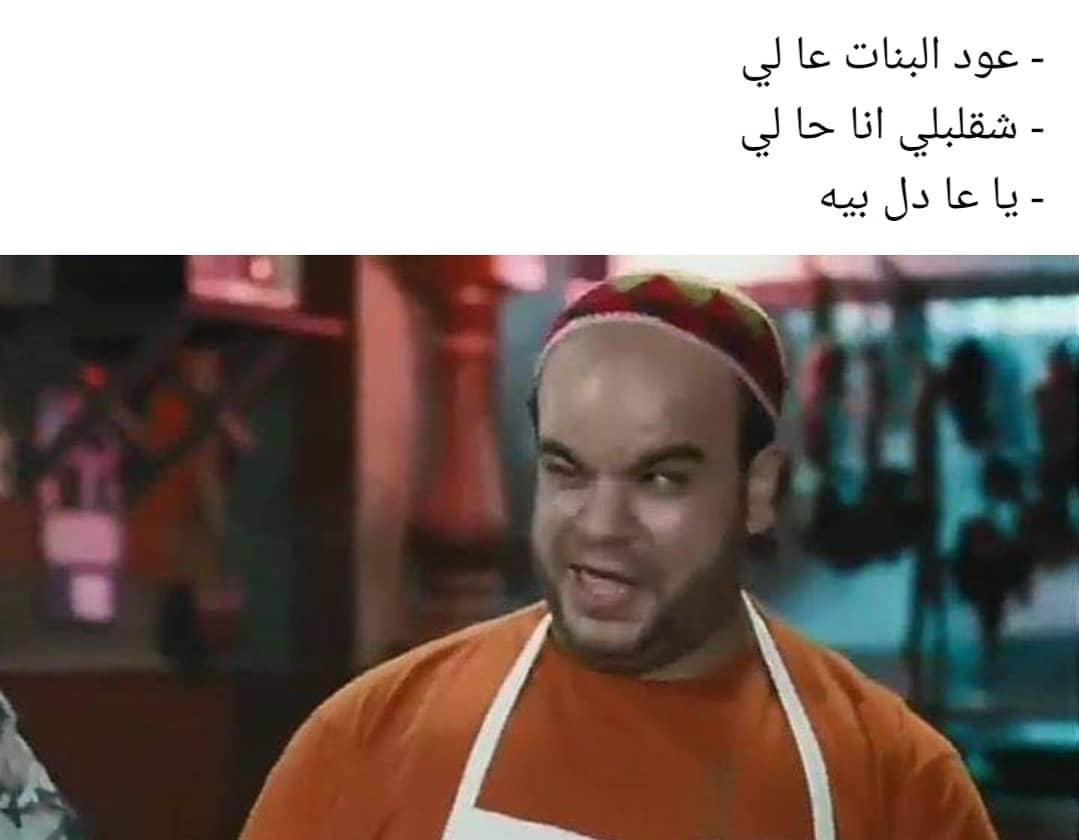 - عود البنات عا لي
- شقلبلي انا حا لي
- يا عا دل بيه